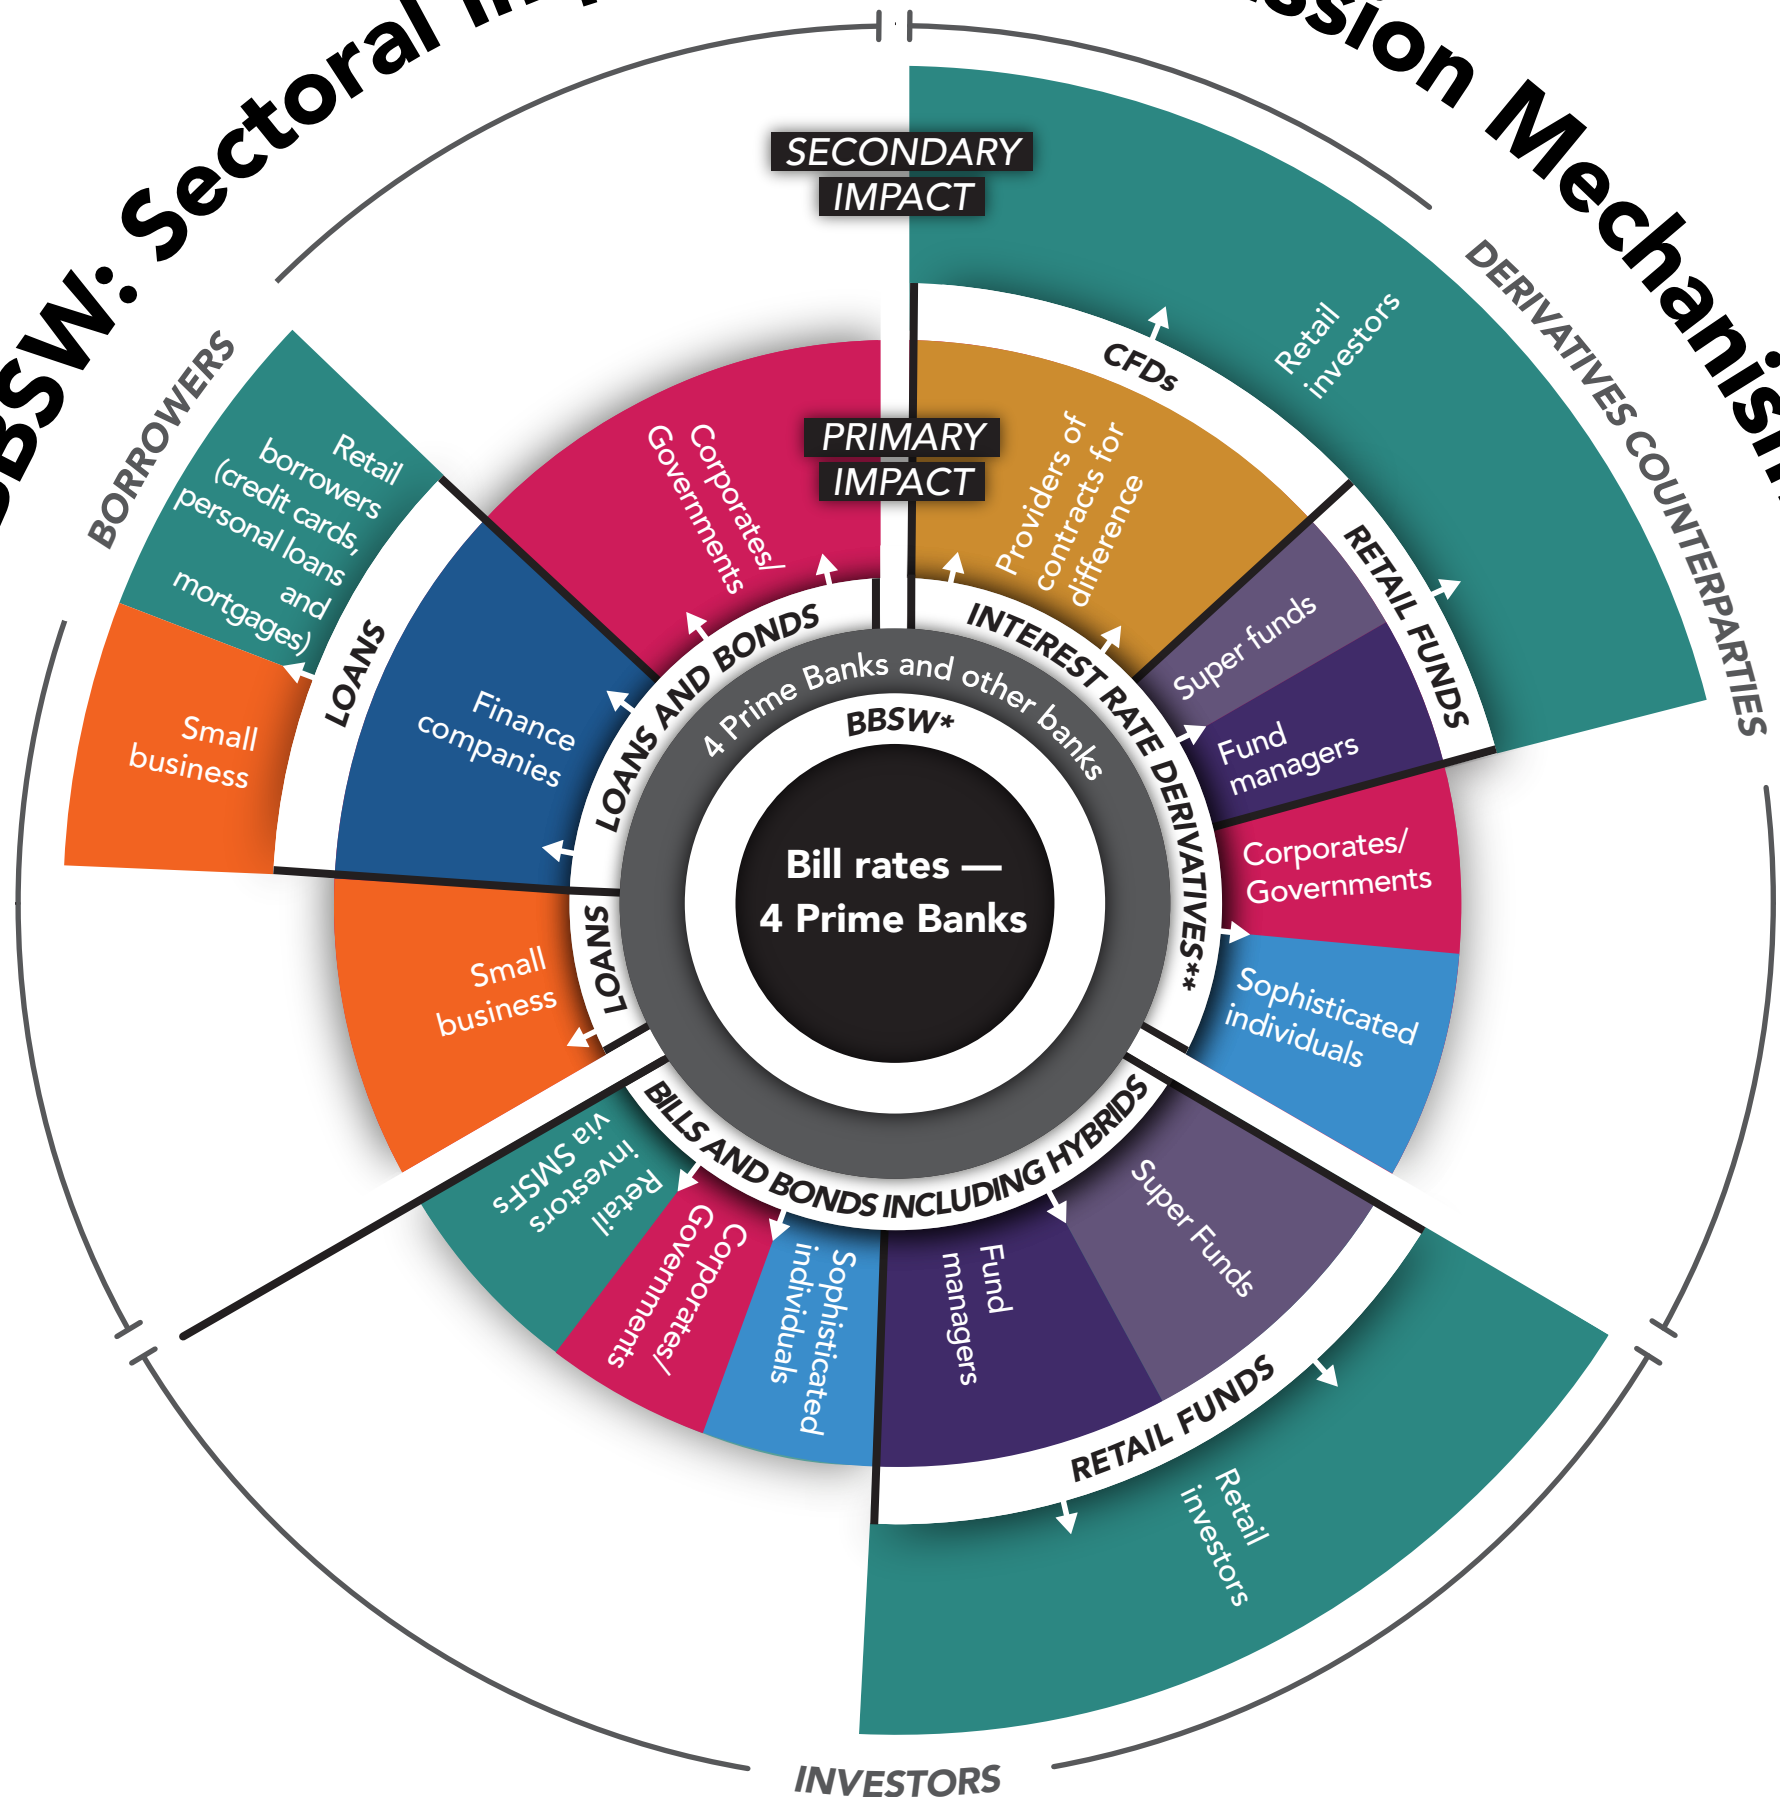 BBSW: Sectoral
Mechanism
SECONDARY
IMPACT
PRIMARY
IMPACT
BORROWERS
DERIVATIVES COUNTERPARTIES
INVESTORS
Bill rates —
4 Prime Banks
BBSW*
4 Prime Banks and other banks
LOANS AND BONDS
INTEREST RATE DERIVATIVES**
BILLS AND BONDS INCLUDING HYBRIDS
LOANS
Corporates/
Governments
Finance
companies
LOANS
Retail
borrowers
(credit cards,
personal loans
and
mortgages)
Small
business
Small
business
Providers of
contracts for
difference
CFDs
Retail
investors
Super funds
Fund
managers
RETAIL FUNDS
Corporates/
Governments
Sophisticated
individuals
Super Funds
Fund
managers
RETAIL FUNDS
Retail
investors
Sophisticated
individuals
Corporates/
Governments
Retail
investors
via SMSFs